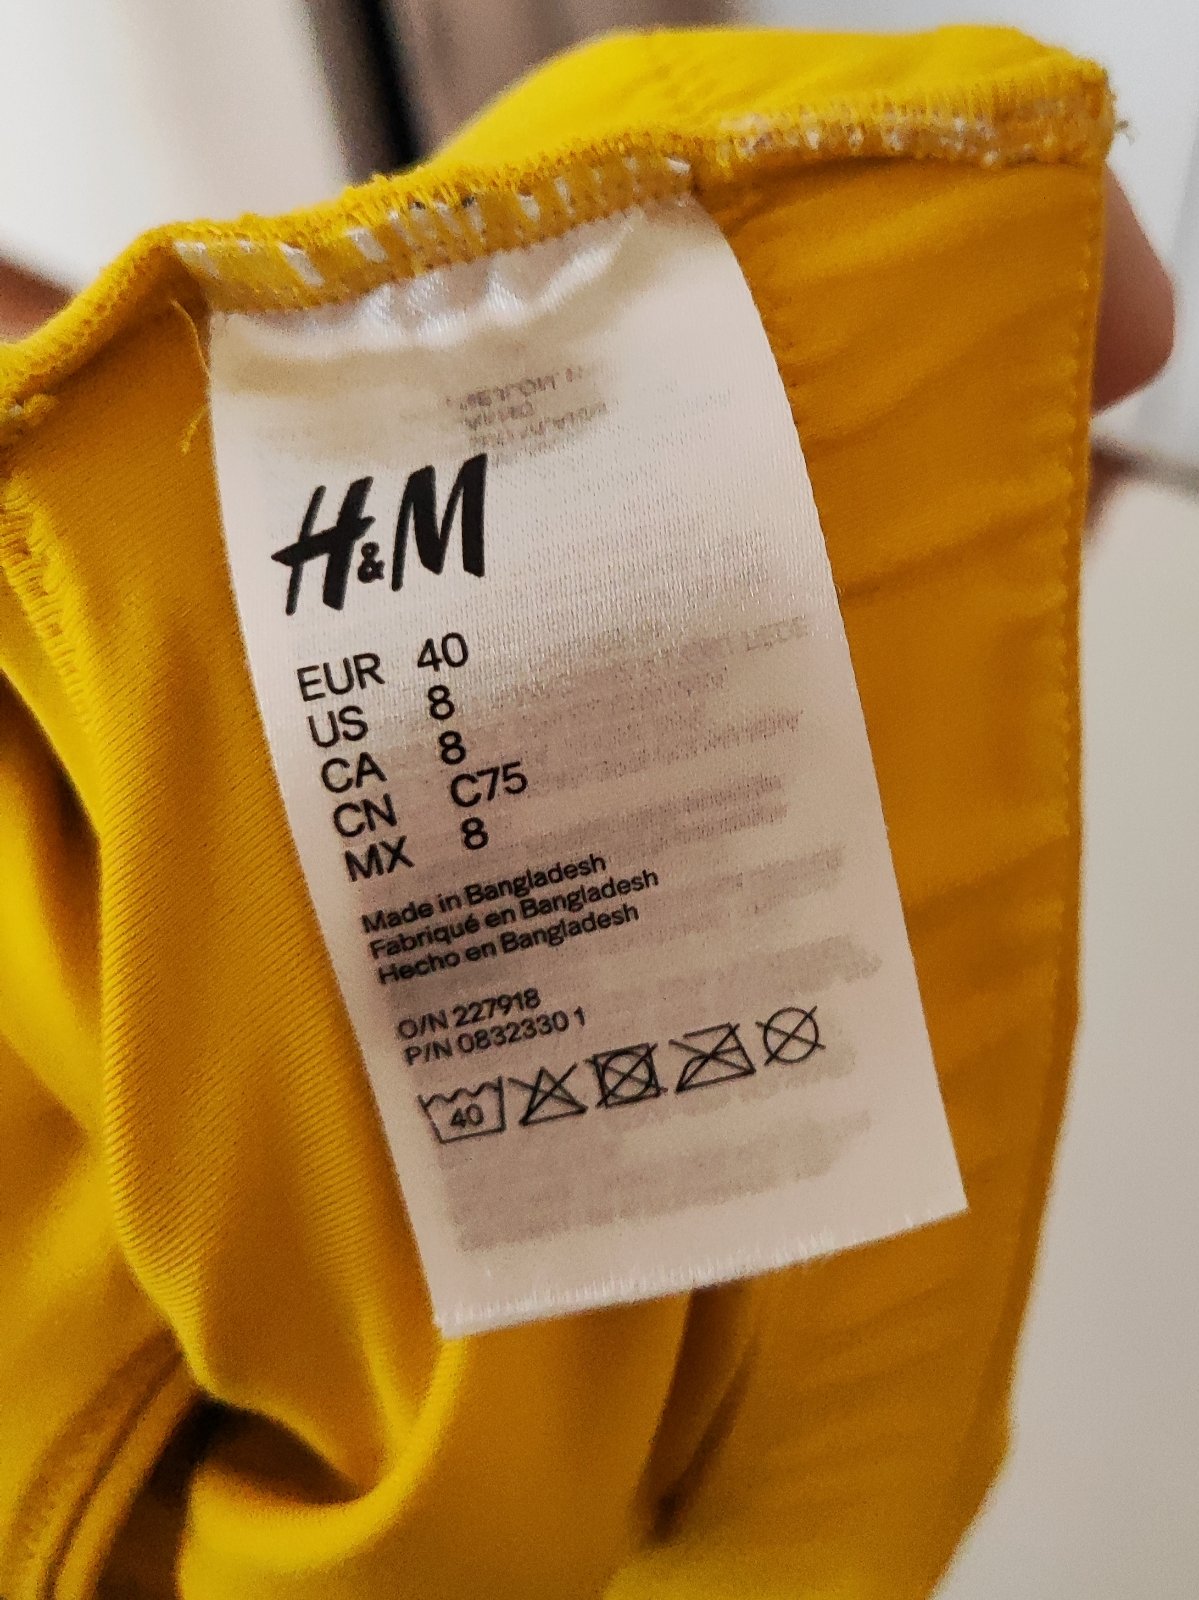 H&M
EUR 40
US 8
CA 8
CN C75
MX 8
Made in Bangladesh
Fabriqué en Bangladesh
Hecho en Bangladesh
O/N 227918
P/N 0832330 1
40